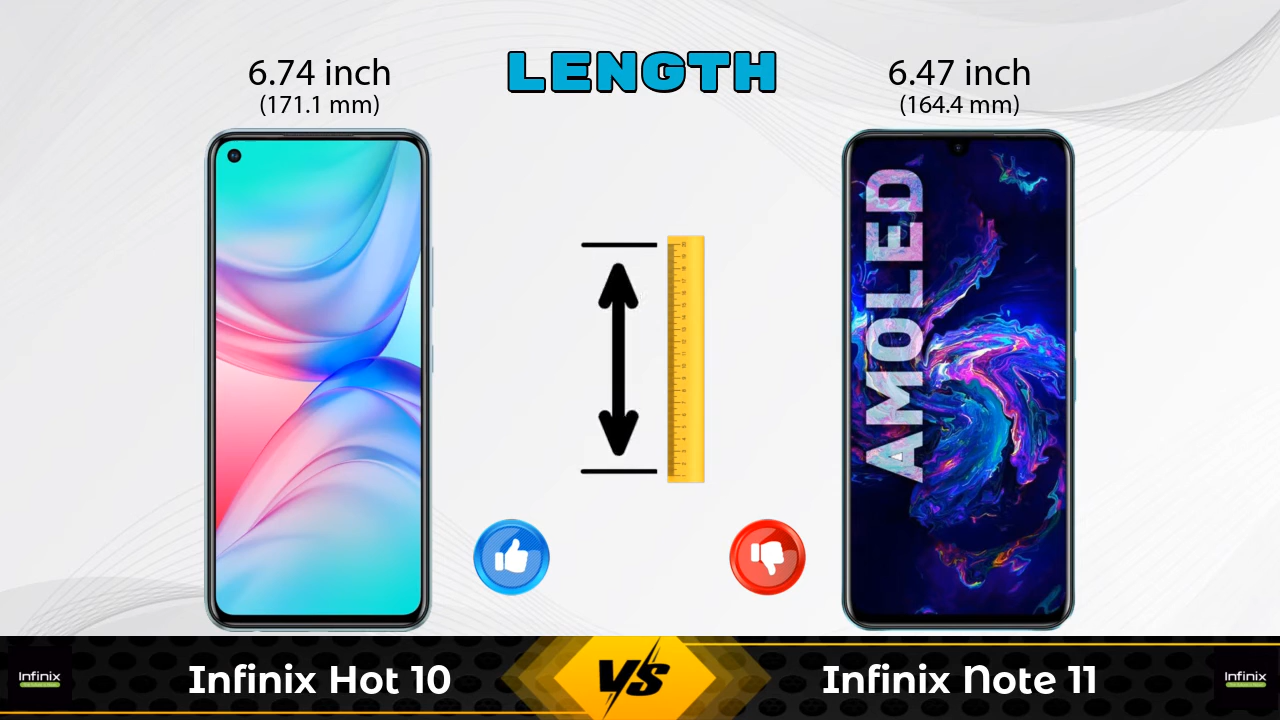 LENGTH
6.74 inch
(171.1 mm)
6.47 inch
(164.4 mm)
AMOLED
Infinix
Infinix Hot 10
VS
Infinix Note 11
Infinix